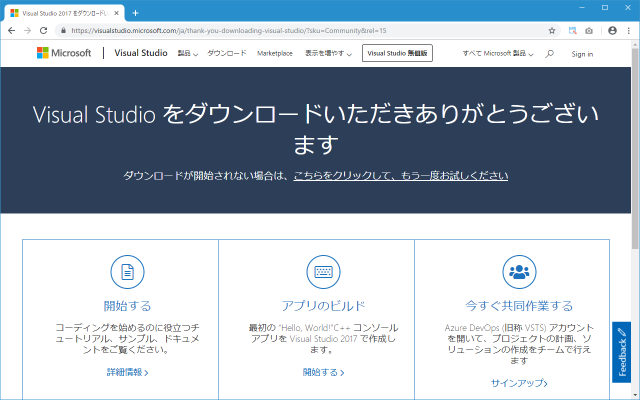 Visual Studio 2017 をダウンロードいた
https://visualstudio.microsoft.com/ja/thank-you-downloading-visual-studio/?sku=Community&rel=15
Microsoft Visual Studio 製品 ダウンロード Marketplace 表示を増やす Visual Studio 無償版 すべて Microsoft 製品 Sign in
Visual Studio をダウンロードいただきありがとうござい
ます
ダウンロードが開始されない場合は、こちらをクリックして、もう一度お試しください
開始する
コーディングを始めるのに役立つチ
ュートリアル、サンプル、ドキュメ
ントをご覧ください。
詳細情報
アプリのビルド
最初の "Hello, World!"C++ コンソール
アプリを Visual Studio 2017 で作成し
ます。
開始する
今すぐ共同作業する
Azure DevOps (旧称 VSTS) アカウント
を開いて、プロジェクトの計画、ソ
リューションの作成をチームで行え
ます
サインアップ
Feedback